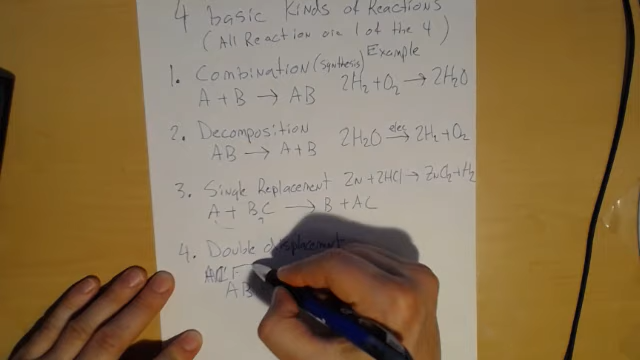 4 basic Kinds of Reactions
(All Reaction are 1 of the 4)
Example
1. Combination (synthesis)
A + B → AB 2H₂ + O₂ → 2H₂O
2. Decomposition
AB → A + B 2H₂O elec→ 2H₂ + O₂
3. Single Replacement Zn + 2HCl → ZnCl₂ + H₂
A + BC → B + AC
4. Double displacement
AB